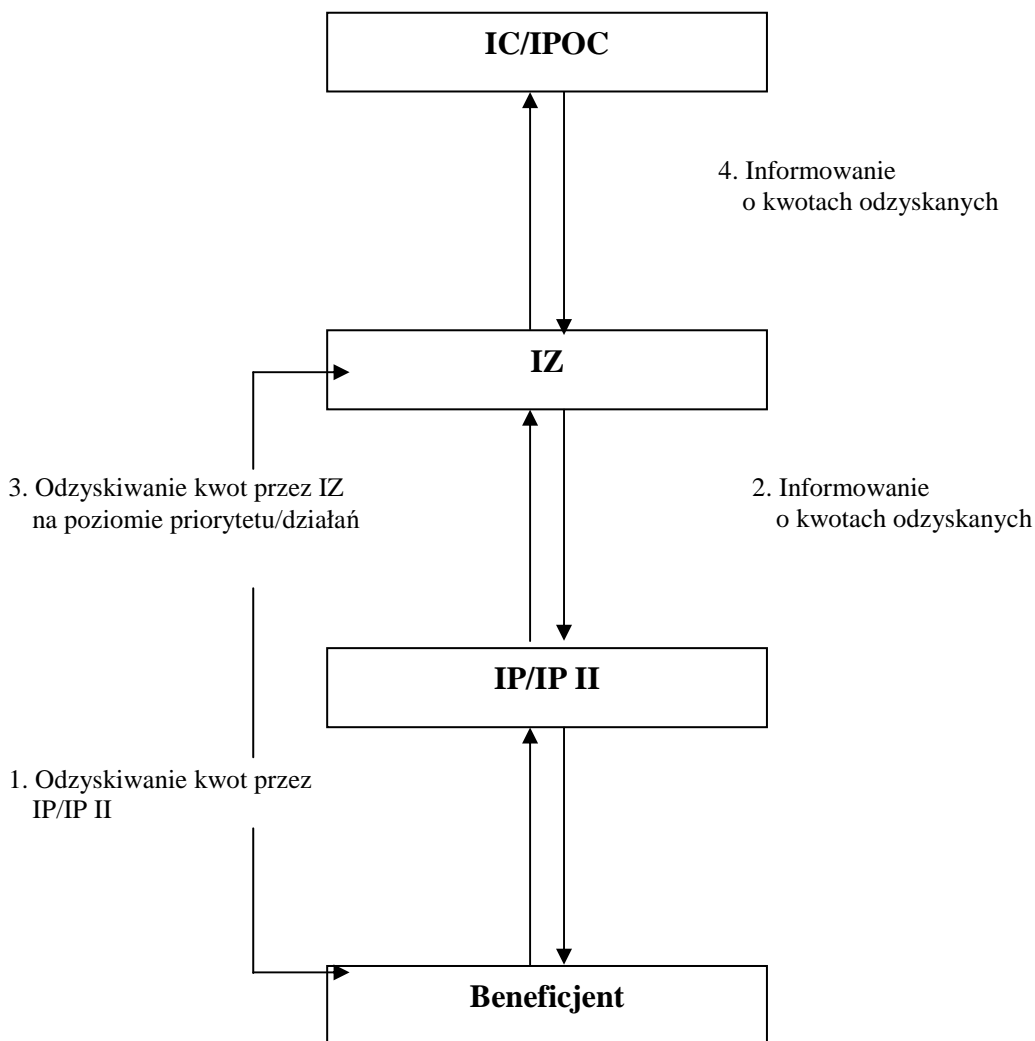 IC/IPOC
4. Informowanie
o kwotach odzyskanych
IZ
3. Odzyskiwanie kwot przez IZ
na poziomie priorytetu/działań
2. Informowanie
o kwotach odzyskanych
IP/IP II
1. Odzyskiwanie kwot przez
IP/IP II
Beneficjent